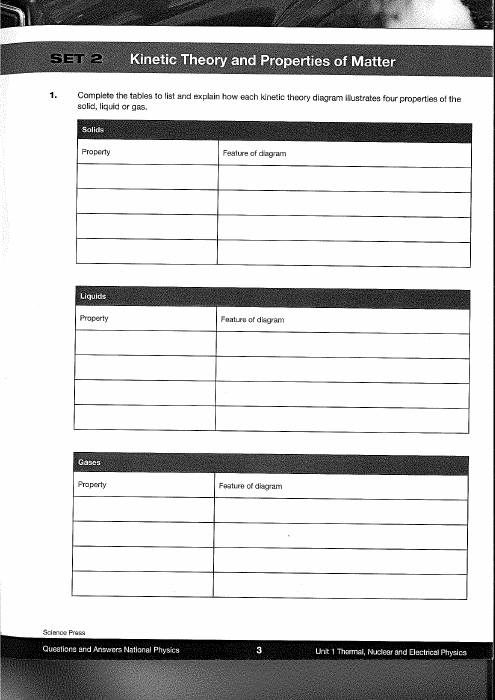 SET 2 Kinetic Theory and Properties of Matter
1. Complete the tables to list and explain how each kinetic theory diagram illustrates four properties of the
solid, liquid or gas.
Solids
Property Feature of diagram
Liquids
Property Feature of diagram
Gases
Property Feature of diagram
Science Press
Questions and Answers National Physics 3 Unit 1 Thermal, Nuclear and Electrical Physics